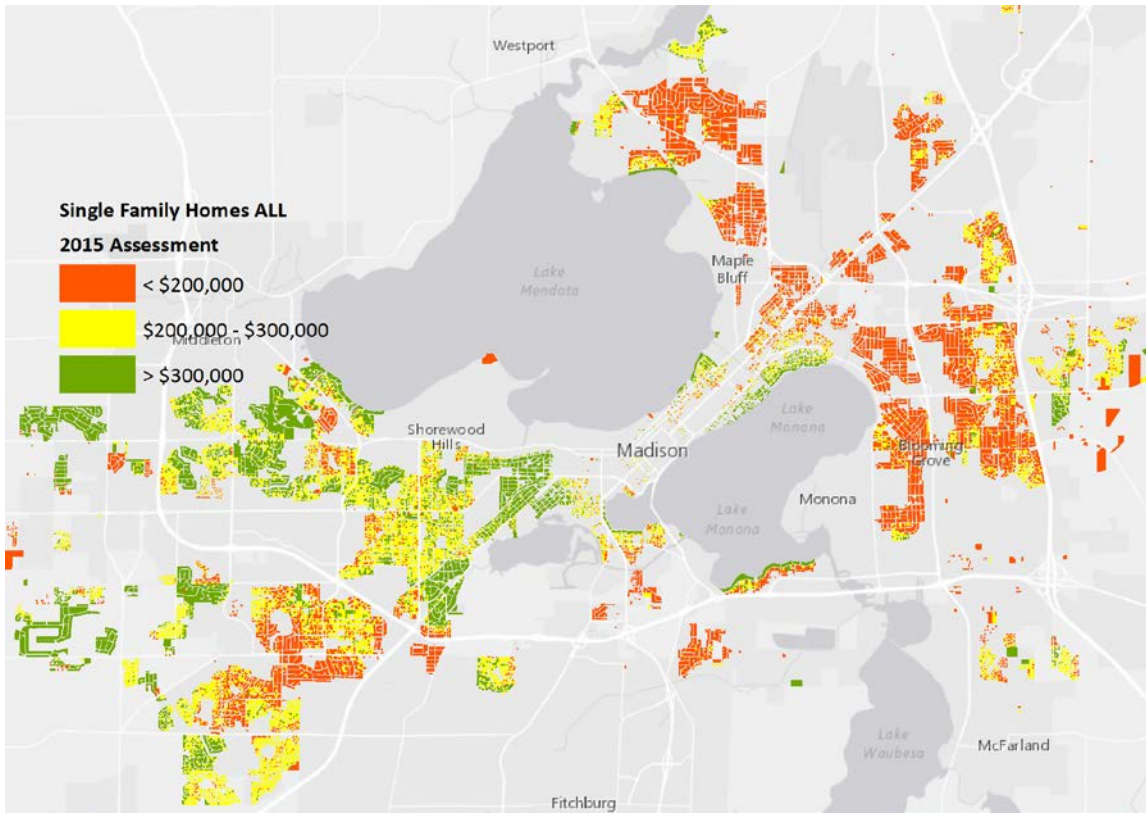 Westport
Single Family Homes ALL
2015 Assessment
< $200,000
$200,000 - $300,000
> $300,000
Middleton
Lake
Mendota
Maple
Bluff
Shorewood
Hills
Madison
Lake
Monona
Blooming
Grove
Monona
Lake
Monona
Lake
Waubesa
McFarland
Fitchburg